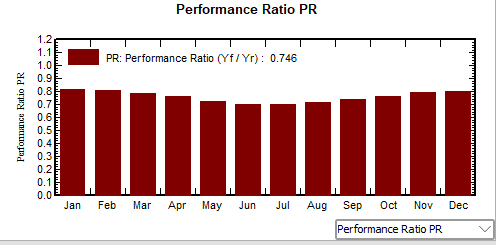 Performance Ratio PR
1.2
1.1
1.0
0.9
0.8
0.7
0.6
0.5
0.4
0.3
0.2
0.1
0.0
Performance Ratio PR
PR: Performance Ratio (Yf / Yr) : 0.746
Jan Feb Mar Apr May Jun Jul Aug Sep Oct Nov Dec
Performance Ratio PR